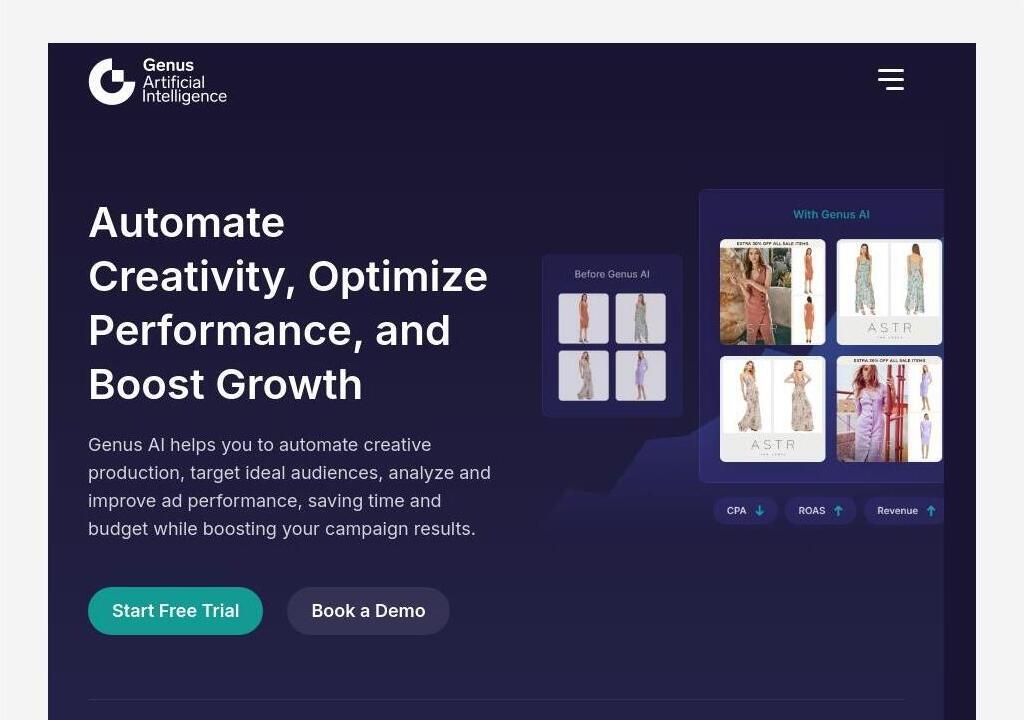 Genus
Artificial
Intelligence
Automate
Creativity, Optimize
Performance, and
Boost Growth
Genus AI helps you to automate creative
production, target ideal audiences, analyze and
improve ad performance, saving time and
budget while boosting your campaign results.
Start Free Trial
Book a Demo
Before Genus AI
With Genus AI
EXTRA 30% OFF ALL SALE ITEMS
ASTR
ASTR
ASTR
EXTRA 30% OFF ALL SALE ITEMS
CPA
ROAS
Revenue